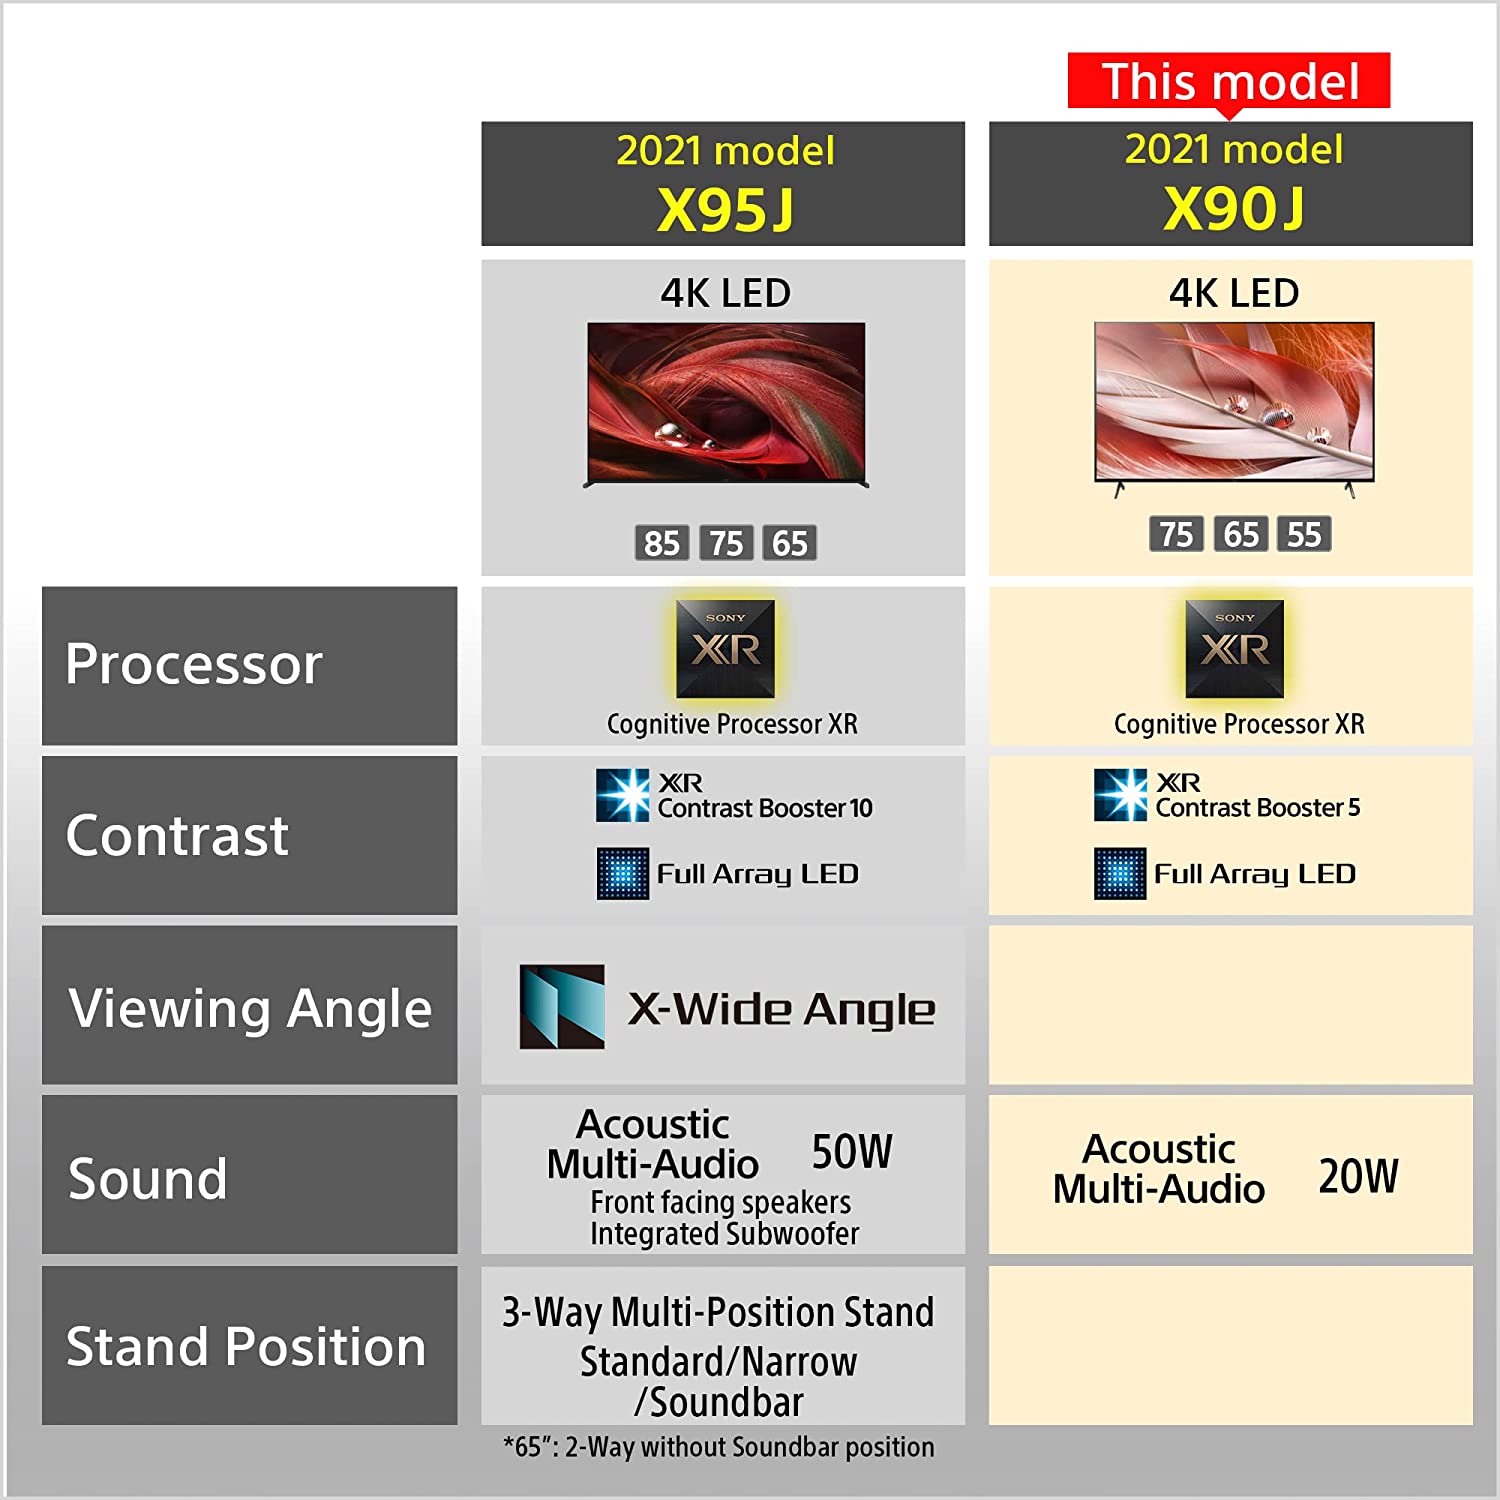 This model
2021 model
X95J
2021 model
X90J
4K LED
4K LED
85 75 65
75 65 55
Processor
SONY
XR
Cognitive Processor XR
SONY
XR
Cognitive Processor XR
Contrast
XR
Contrast Booster 10
Full Array LED
XR
Contrast Booster 5
Full Array LED
Viewing Angle
X-Wide Angle
Sound
Acoustic
Multi-Audio
50W
Front facing speakers
Integrated Subwoofer
Acoustic
Multi-Audio
20W
Stand Position
3-Way Multi-Position Stand
Standard/Narrow
/Soundbar
*65”: 2-Way without Soundbar position